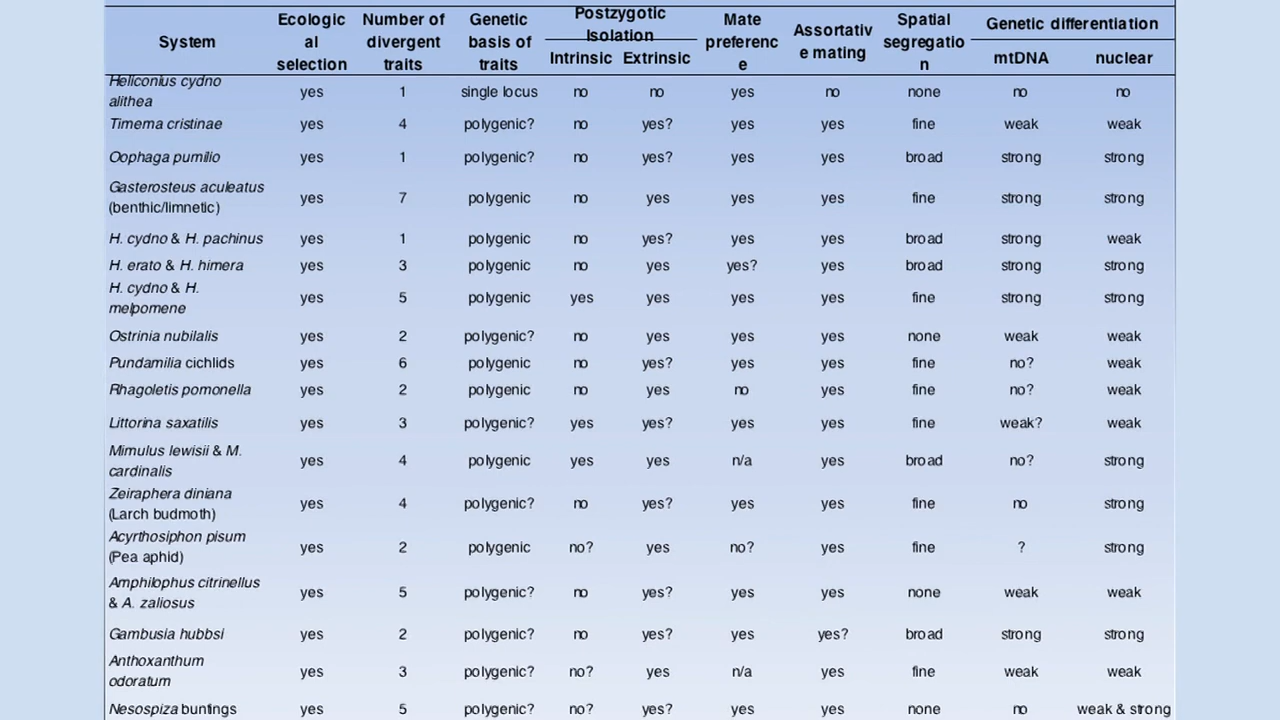 System Ecologic al selection Number of divergent traits Genetic basis of traits Postzygotic Isolation Intrinsic Extrinsic Mate preferenc e Assortativ e mating Spatial segregatio n Genetic differentiation mtDNA nuclear
Heliconius cydno alithea yes 1 single locus no no yes no none no no
Timema cristinae yes 4 polygenic? no yes? yes yes fine weak weak
Oophaga pumilio yes 1 polygenic? no yes? yes yes broad strong strong
Gasterosteus aculeatus (benthic/limnetic) yes 7 polygenic no yes yes yes fine strong strong
H. cydno & H. pachinus yes 1 polygenic no yes? yes yes broad strong weak
H. erato & H. himera yes 3 polygenic no yes yes? yes broad strong strong
H. cydno & H. melpomene yes 5 polygenic yes yes yes yes fine strong strong
Ostrinia nubilalis yes 2 polygenic? no yes yes yes none weak weak
Pundamilia cichlids yes 6 polygenic no yes? yes yes fine no? weak
Rhagoletis pomonella yes 2 polygenic no yes no yes fine no? weak
Littorina saxatilis yes 3 polygenic? yes yes? yes yes fine weak? weak
Mimulus lewisii & M. cardinalis yes 4 polygenic yes yes n/a yes broad no? strong
Zeiraphera diniana (Larch budmoth) yes 4 polygenic? no yes? yes yes fine no strong
Acyrthosiphon pisum (Pea aphid) yes 2 polygenic no? yes no? yes fine ? strong
Amphilophus citrinellus & A. zaliosus yes 5 polygenic? no yes? yes yes none weak weak
Gambusia hubbsi yes 2 polygenic? no yes? yes yes? broad strong strong
Anthoxanthum odoratum yes 3 polygenic? no? yes n/a yes fine weak weak
Nesospiza buntings yes 5 polygenic? no? yes? yes yes none no weak & strong